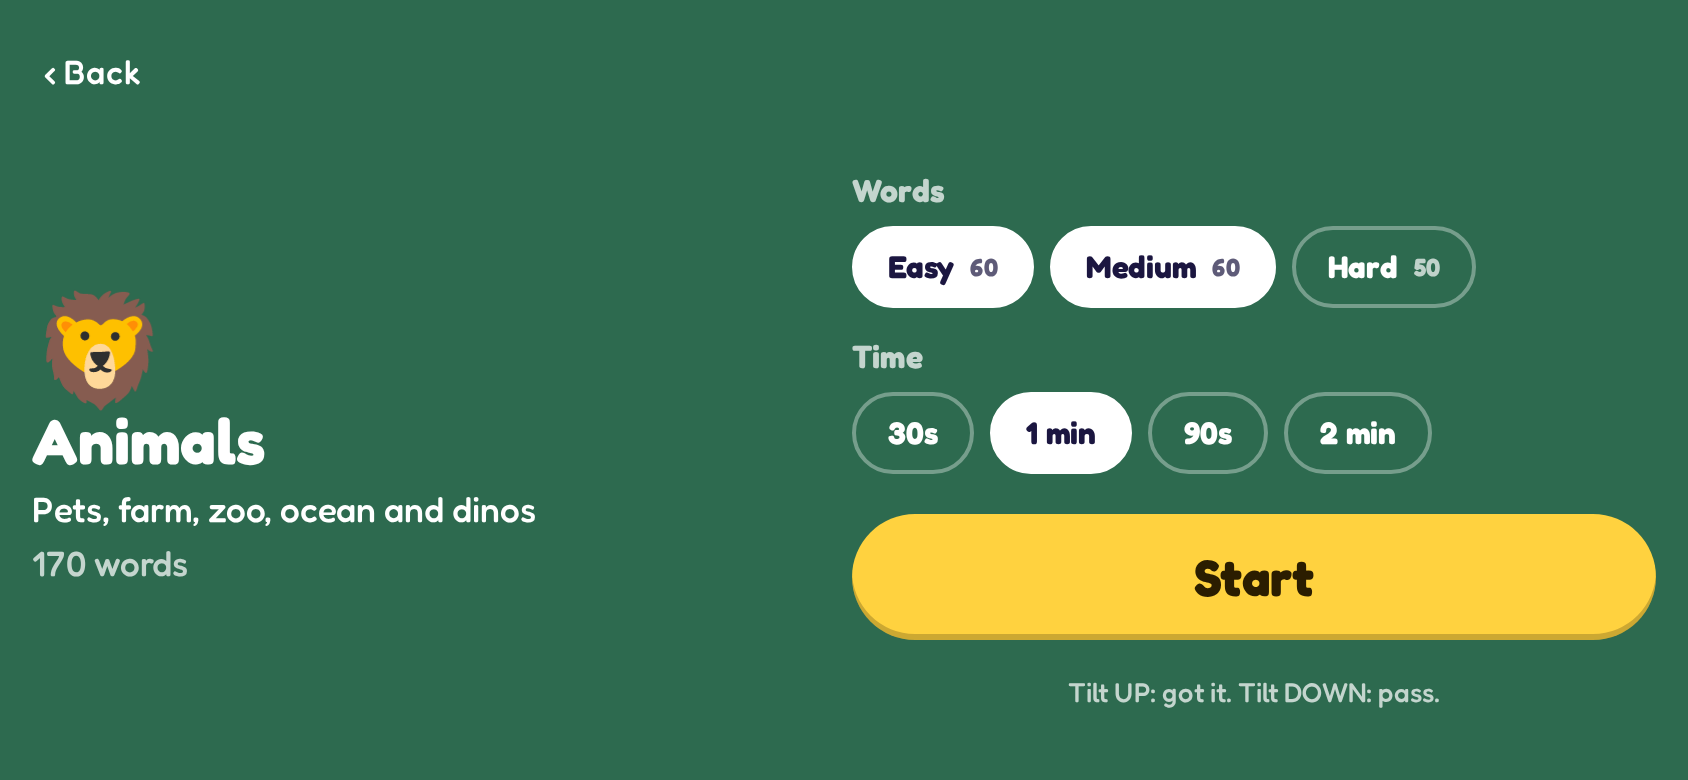 ‹ Back
Animals
Pets, farm, zoo, ocean and dinos
170 words
Words
Easy 60 Medium 60 Hard 50
Time
30s 1 min 90s 2 min
Start
Tilt UP: got it. Tilt DOWN: pass.